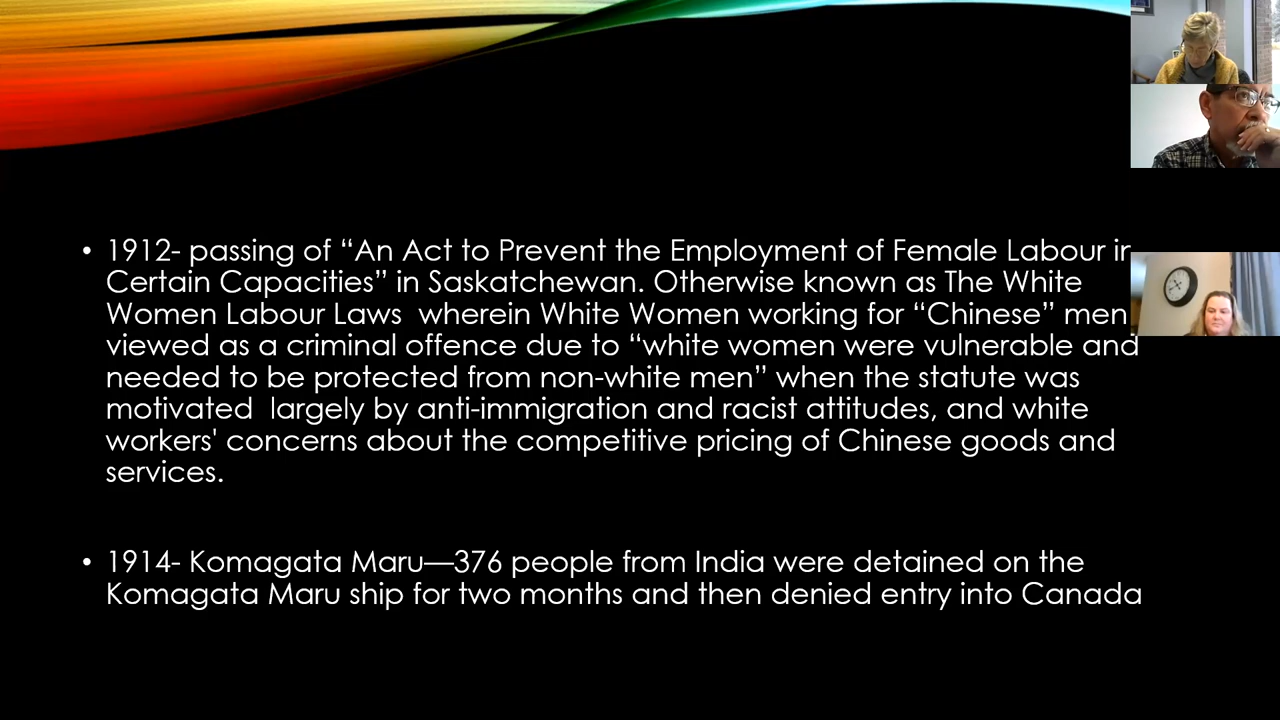 • 1912- passing of “An Act to Prevent the Employment of Female Labour in
Certain Capacities” in Saskatchewan. Otherwise known as The White
Women Labour Laws  wherein White Women working for “Chinese” men
viewed as a criminal offence due to “white women were vulnerable and
needed to be protected from non-white men” when the statute was
motivated  largely by anti-immigration and racist attitudes, and white
workers' concerns about the competitive pricing of Chinese goods and
services.
• 1914- Komagata Maru—376 people from India were detained on the
Komagata Maru ship for two months and then denied entry into Canada